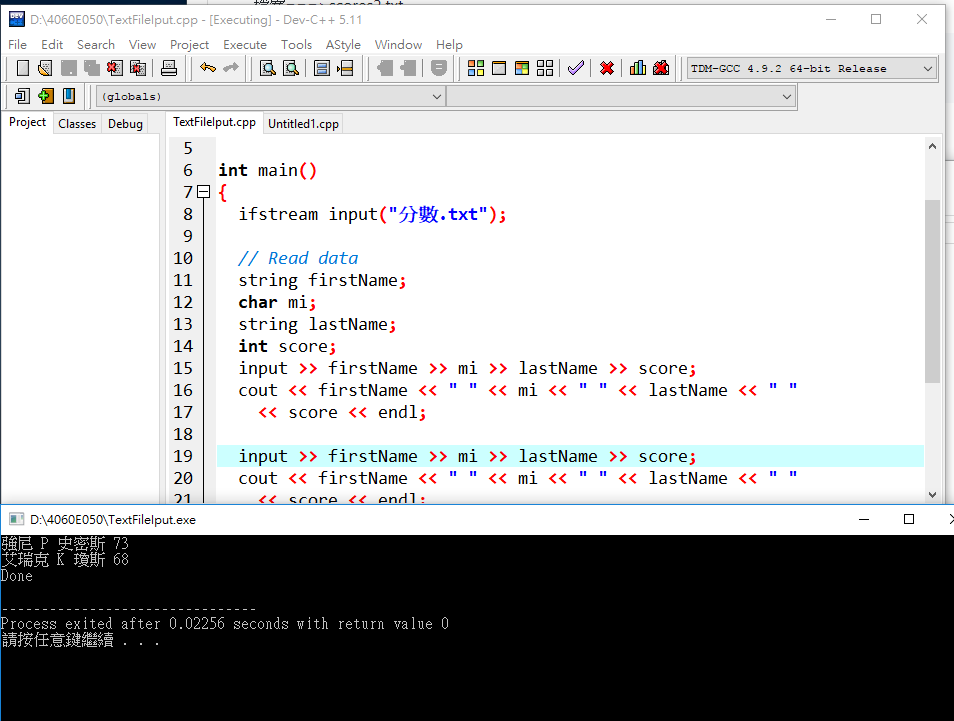 D:\4060E050\TextFileIput.cpp - [Executing] - Dev-C++ 5.11
File Edit Search View Project Execute Tools AStyle Window Help
TDM-GCC 4.9.2 64-bit Release
(globals)
Project Classes Debug
TextFileIput.cpp Untitled1.cpp
5
6 int main()
7 {
8 ifstream input("分數.txt");
9
10 // Read data
11 string firstName;
12 char mi;
13 string lastName;
14 int score;
15 input >> firstName >> mi >> lastName >> score;
16 cout << firstName << " " << mi << " " << lastName << " "
17 << score << endl;
18
19 input >> firstName >> mi >> lastName >> score;
20 cout << firstName << " " << mi << " " << lastName << " "
21 << score << endl;
D:\4060E050\TextFileIput.exe
強尼 P 史密斯 73
艾瑞克 K 瓊斯 68
Done
--------------------------------
Process exited after 0.02256 seconds with return value 0
請按任意鍵繼續 . . .